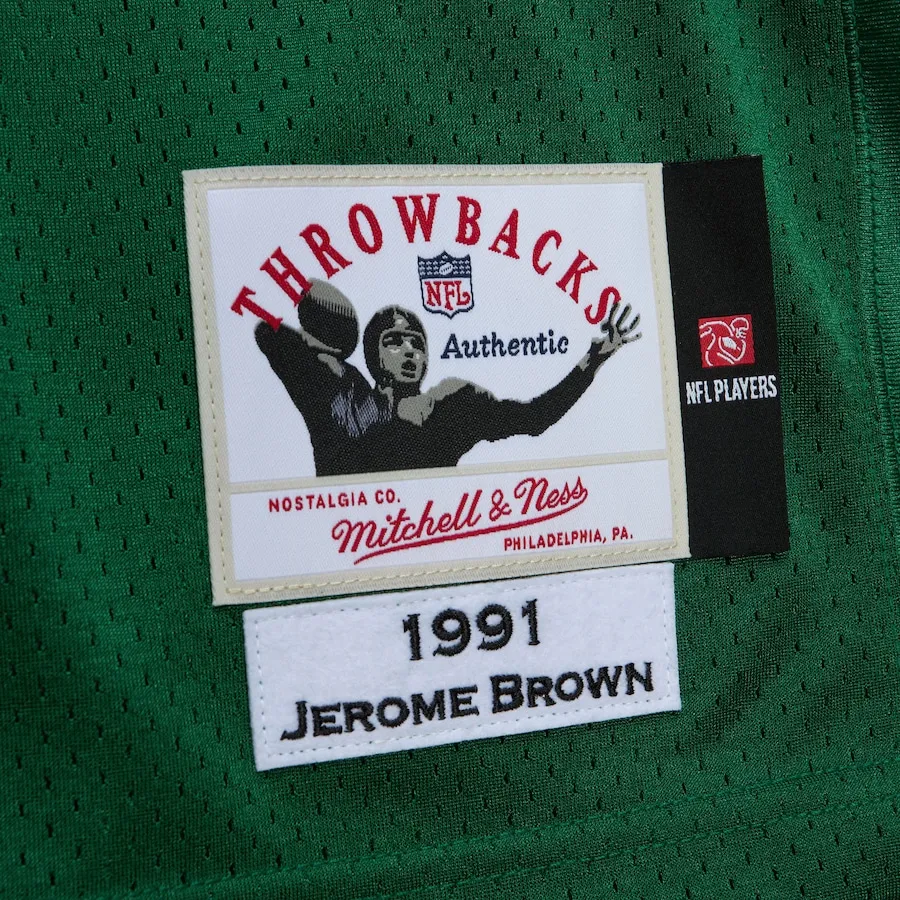 THROWBACKS
NFL
Authentic
NFL PLAYERS
NOSTALGIA CO.
Mitchell & Ness
PHILADELPHIA, PA.
1991
JEROME BROWN